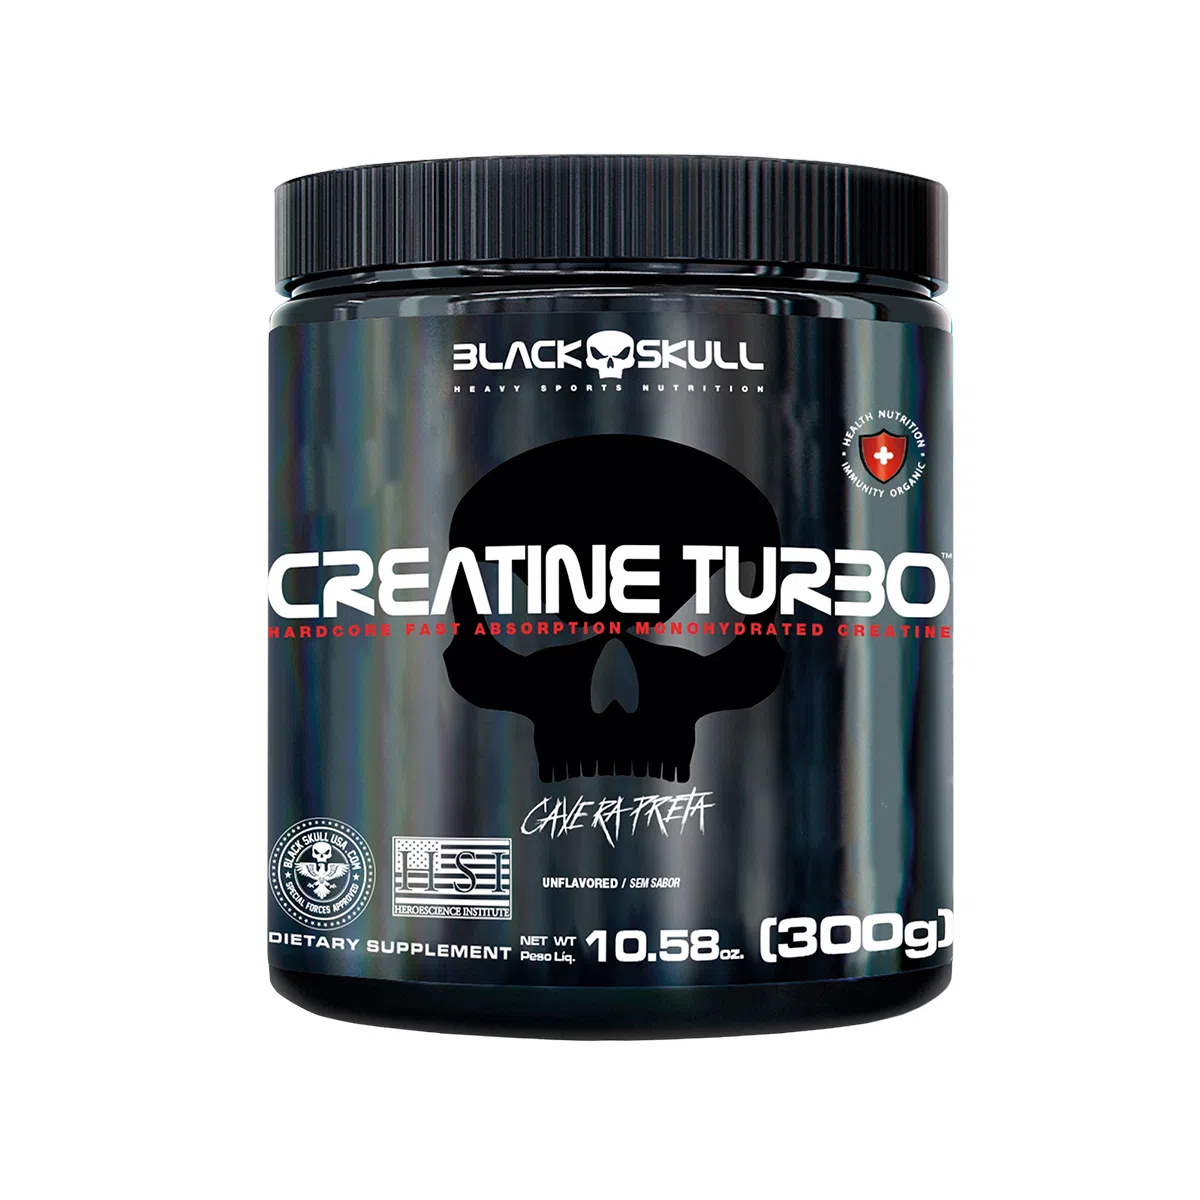 BLACK SKULL
HEAVY SPORTS NUTRITION
HEALTH NUTRITION
IMMUNITY ORGANIC
CREATINE TURBO™
HARDCORE FAST ABSORPTION MONOHYDRATED CREATINE
CAVEIRA PRETA
BLACK SKULL USA.COM
SPECIAL FORCES APPROVED
HSI
HEROESCIENCE INSTITUTE
UNFLAVORED / SEM SABOR
DIETARY SUPPLEMENT
NET WT
Peso Líq.
10.58oz. (300g)